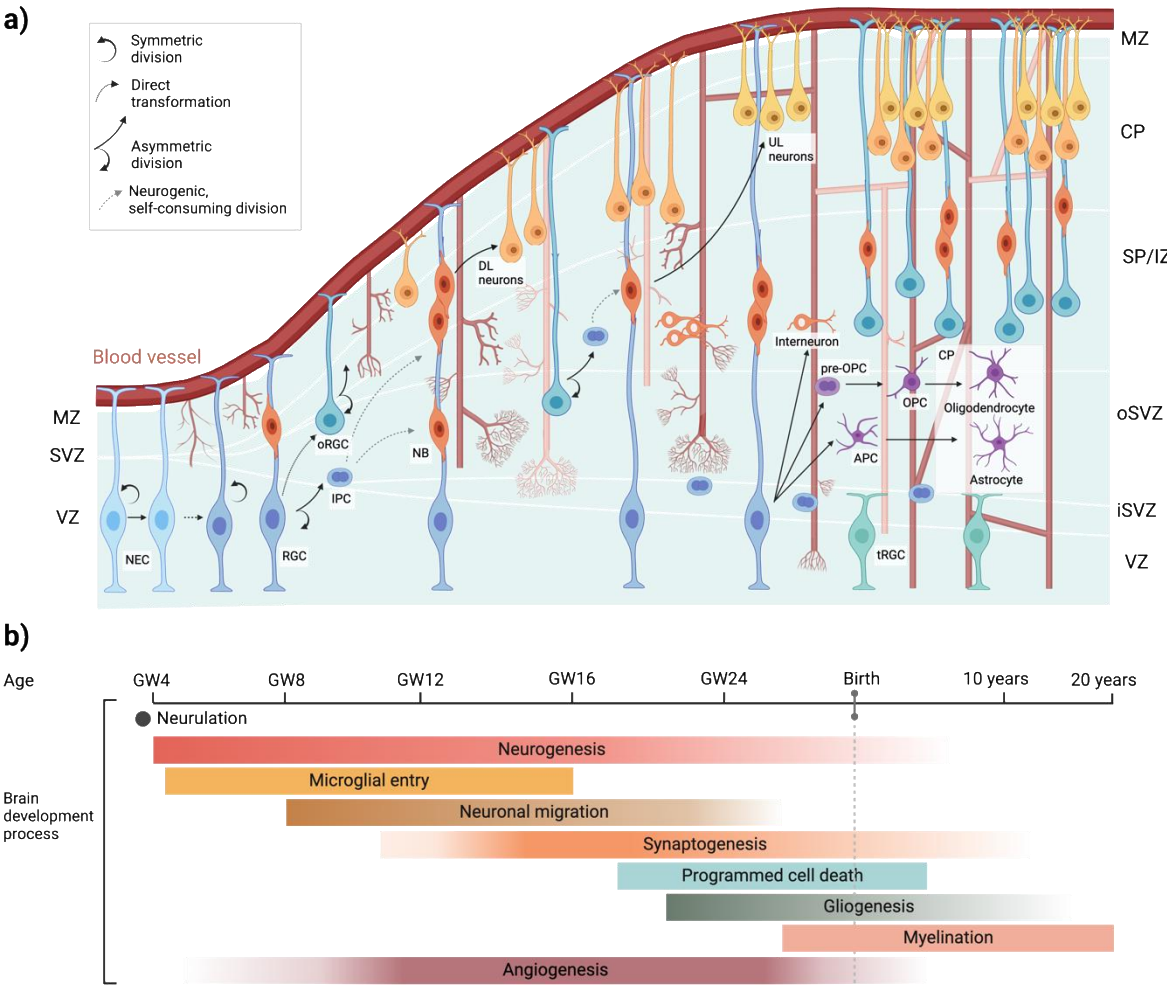 a)
Symmetric
division
Direct
transformation
Asymmetric
division
Neurogenic,
self-consuming division
Blood vessel
MZ
SVZ
VZ
NEC
RGC
oRGC
IPC
NB
DL
neurons
UL
neurons
Interneuron
pre-OPC
OPC
CP
Oligodendrocyte
APC
Astrocyte
tRGC
MZ
CP
SP/IZ
oSVZ
iSVZ
VZ
b)
Age
GW4
GW8
GW12
GW16
GW24
Birth
10 years
20 years
Neurulation
Brain
development
process
Neurogenesis
Microglial entry
Neuronal migration
Synaptogenesis
Programmed cell death
Gliogenesis
Myelination
Angiogenesis